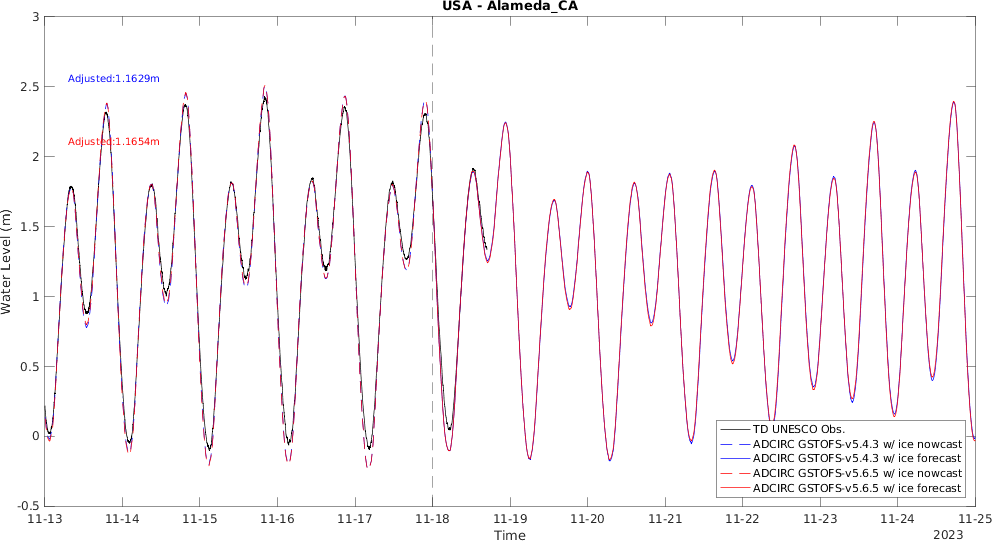 USA - Alameda_CA
3
2.5
2
1.5
1
0.5
0
-0.5
Water Level (m)
Adjusted:1.1629m
Adjusted:1.1654m
TD UNESCO Obs.
ADCIRC GSTOFS-v5.4.3 w/ ice nowcast
ADCIRC GSTOFS-v5.4.3 w/ ice forecast
ADCIRC GSTOFS-v5.6.5 w/ ice nowcast
ADCIRC GSTOFS-v5.6.5 w/ ice forecast
11-13 11-14 11-15 11-16 11-17 11-18 11-19 11-20 11-21 11-22 11-23 11-24 11-25
Time
2023